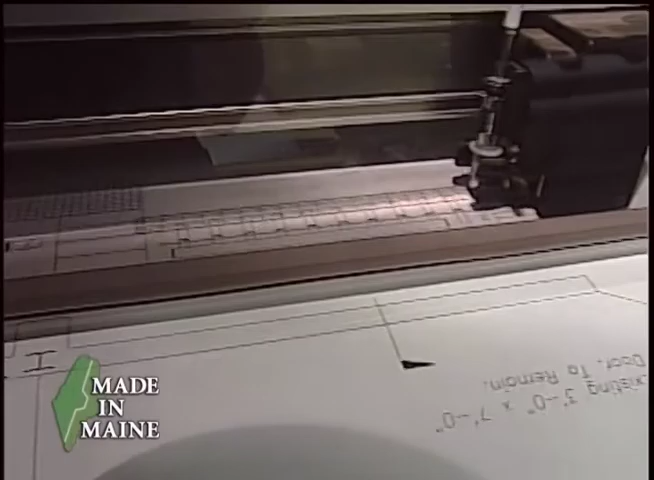 Existing 3'-0" x 7'-0"
Door. To Remain.
MADE
IN
MAINE